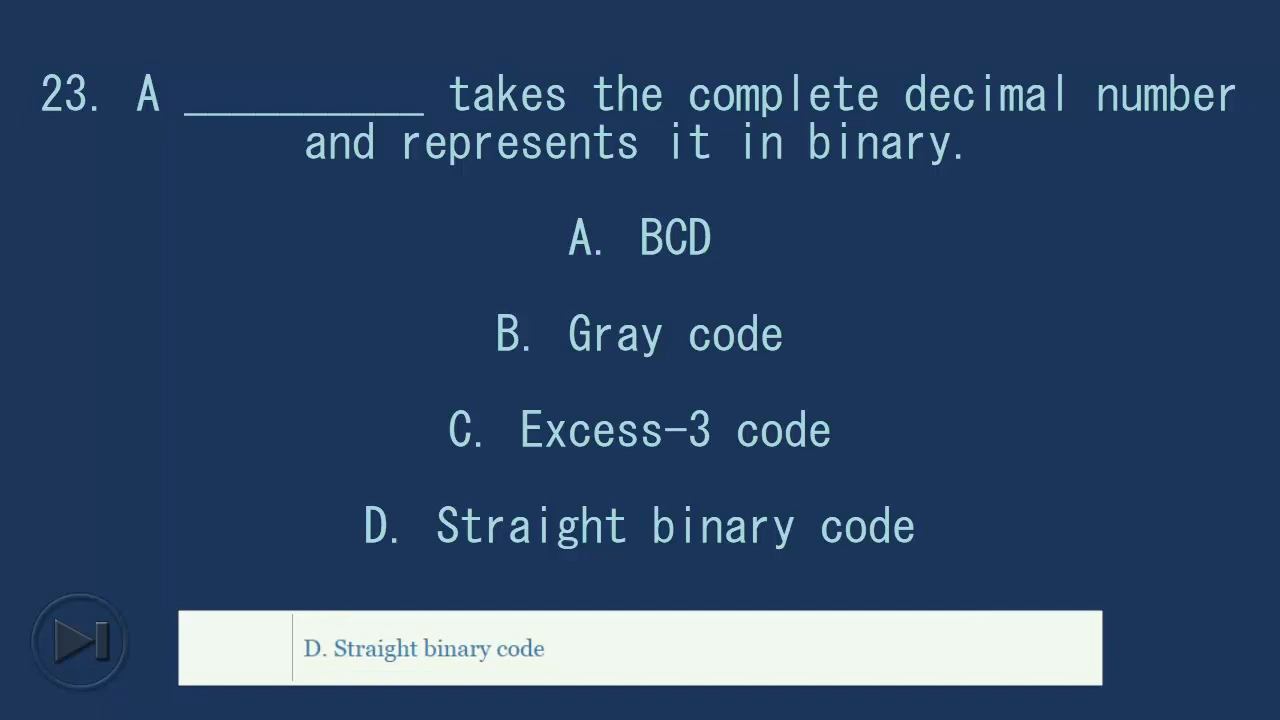 23. A __________ takes the complete decimal number
and represents it in binary.
A. BCD
B. Gray code
C. Excess-3 code
D. Straight binary code
D. Straight binary code